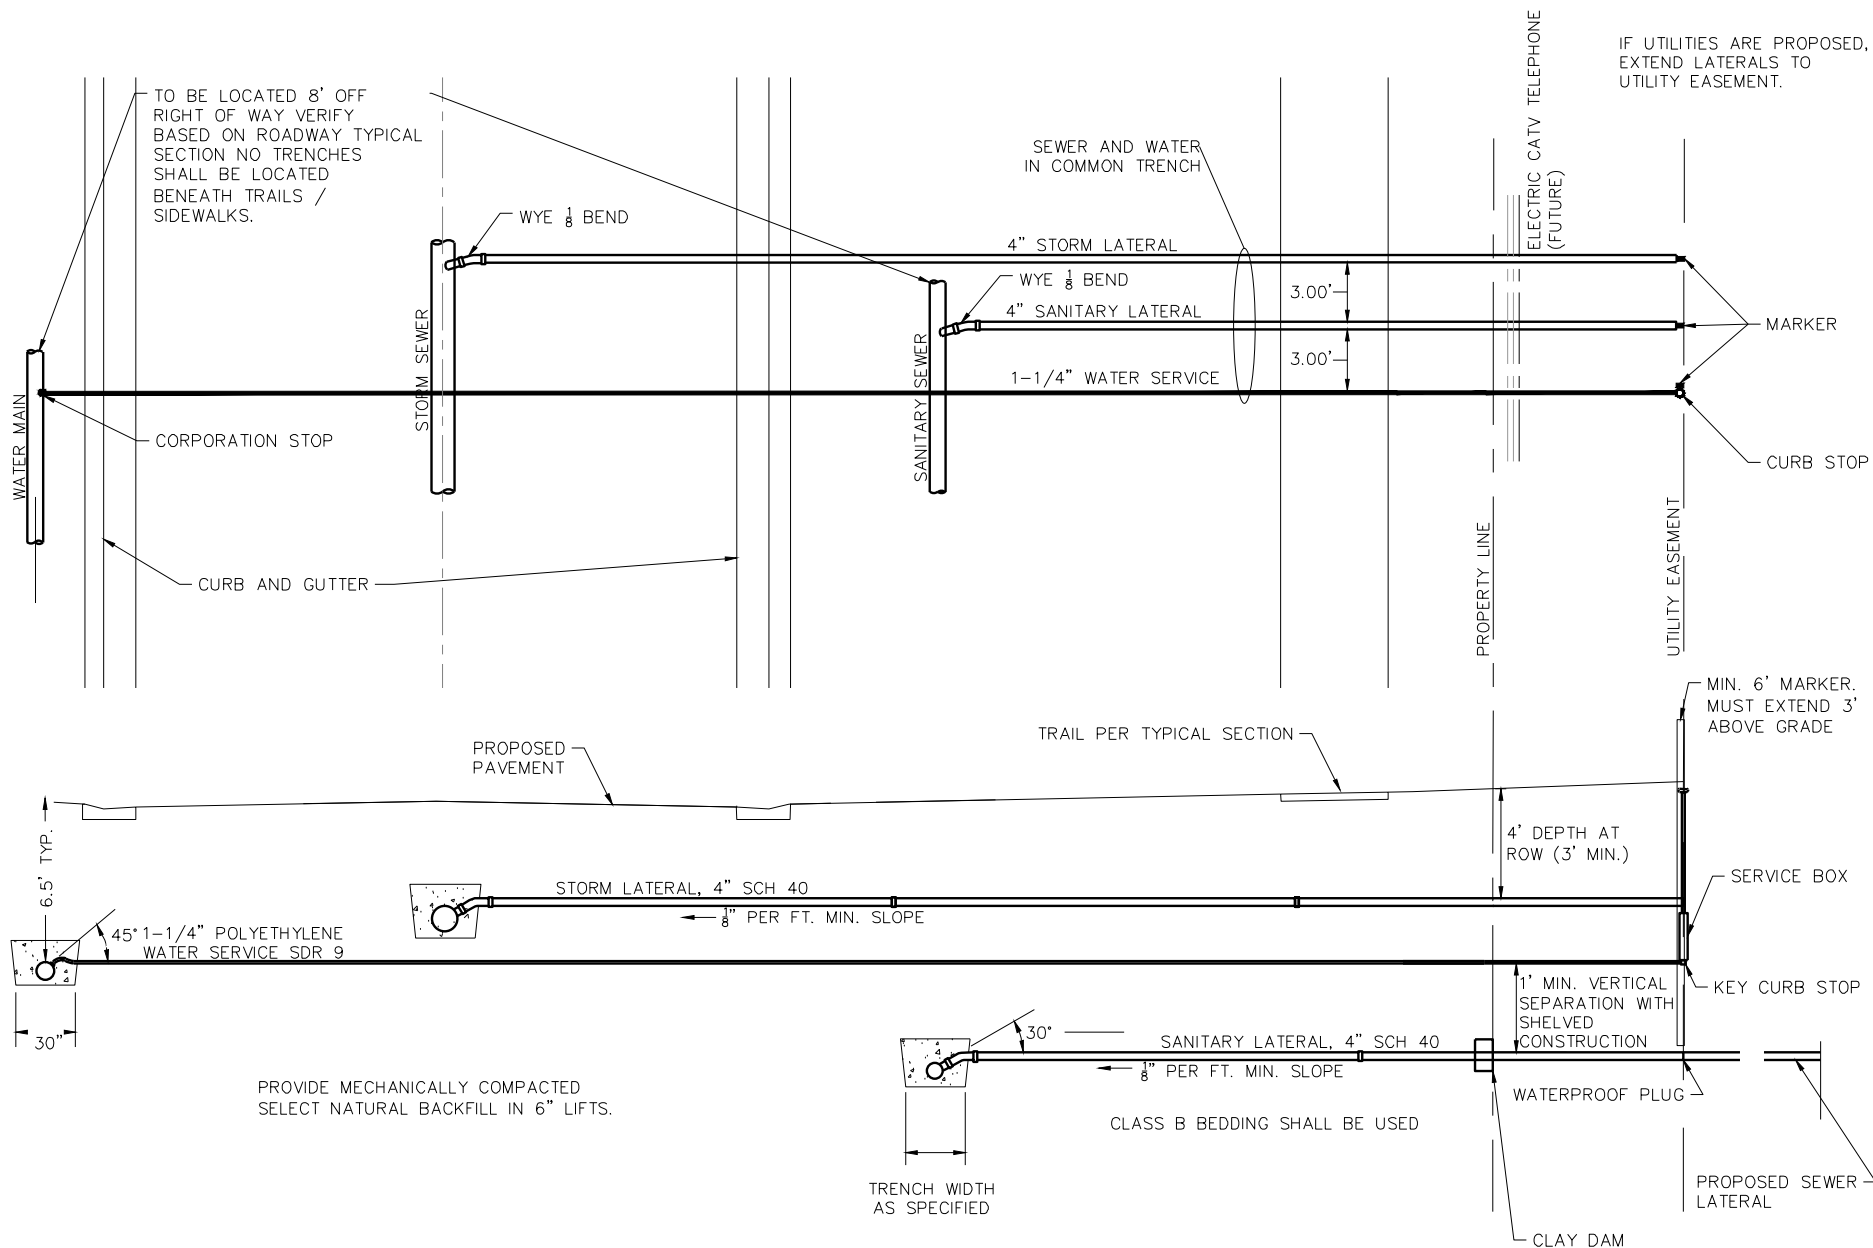 IF UTILITIES ARE PROPOSED,
EXTEND LATERALS TO
UTILITY EASEMENT.
ELECTRIC CATV TELEPHONE
(FUTURE)
TO BE LOCATED 8' OFF
RIGHT OF WAY VERIFY
BASED ON ROADWAY TYPICAL
SECTION NO TRENCHES
SHALL BE LOCATED
BENEATH TRAILS /
SIDEWALKS.
SEWER AND WATER
IN COMMON TRENCH
WYE 1/8 BEND
4" STORM LATERAL
WYE 1/8 BEND
3.00'
4" SANITARY LATERAL
MARKER
STORM SEWER
SANITARY SEWER
3.00'
1-1/4" WATER SERVICE
WATER MAIN
CORPORATION STOP
CURB STOP
CURB AND GUTTER
PROPERTY LINE
UTILITY EASEMENT
MIN. 6' MARKER.
MUST EXTEND 3'
ABOVE GRADE
TRAIL PER TYPICAL SECTION
PROPOSED
PAVEMENT
6.5' TYP.
4' DEPTH AT
ROW (3' MIN.)
SERVICE BOX
STORM LATERAL, 4" SCH 40
1/8" PER FT. MIN. SLOPE
45°
1-1/4" POLYETHYLENE
WATER SERVICE SDR 9
KEY CURB STOP
1' MIN. VERTICAL
SEPARATION WITH
SHELVED
CONSTRUCTION
30"
30°
SANITARY LATERAL, 4" SCH 40
1/8" PER FT. MIN. SLOPE
PROVIDE MECHANICALLY COMPACTED
SELECT NATURAL BACKFILL IN 6" LIFTS.
WATERPROOF PLUG
CLASS B BEDDING SHALL BE USED
TRENCH WIDTH
AS SPECIFIED
PROPOSED SEWER
LATERAL
CLAY DAM